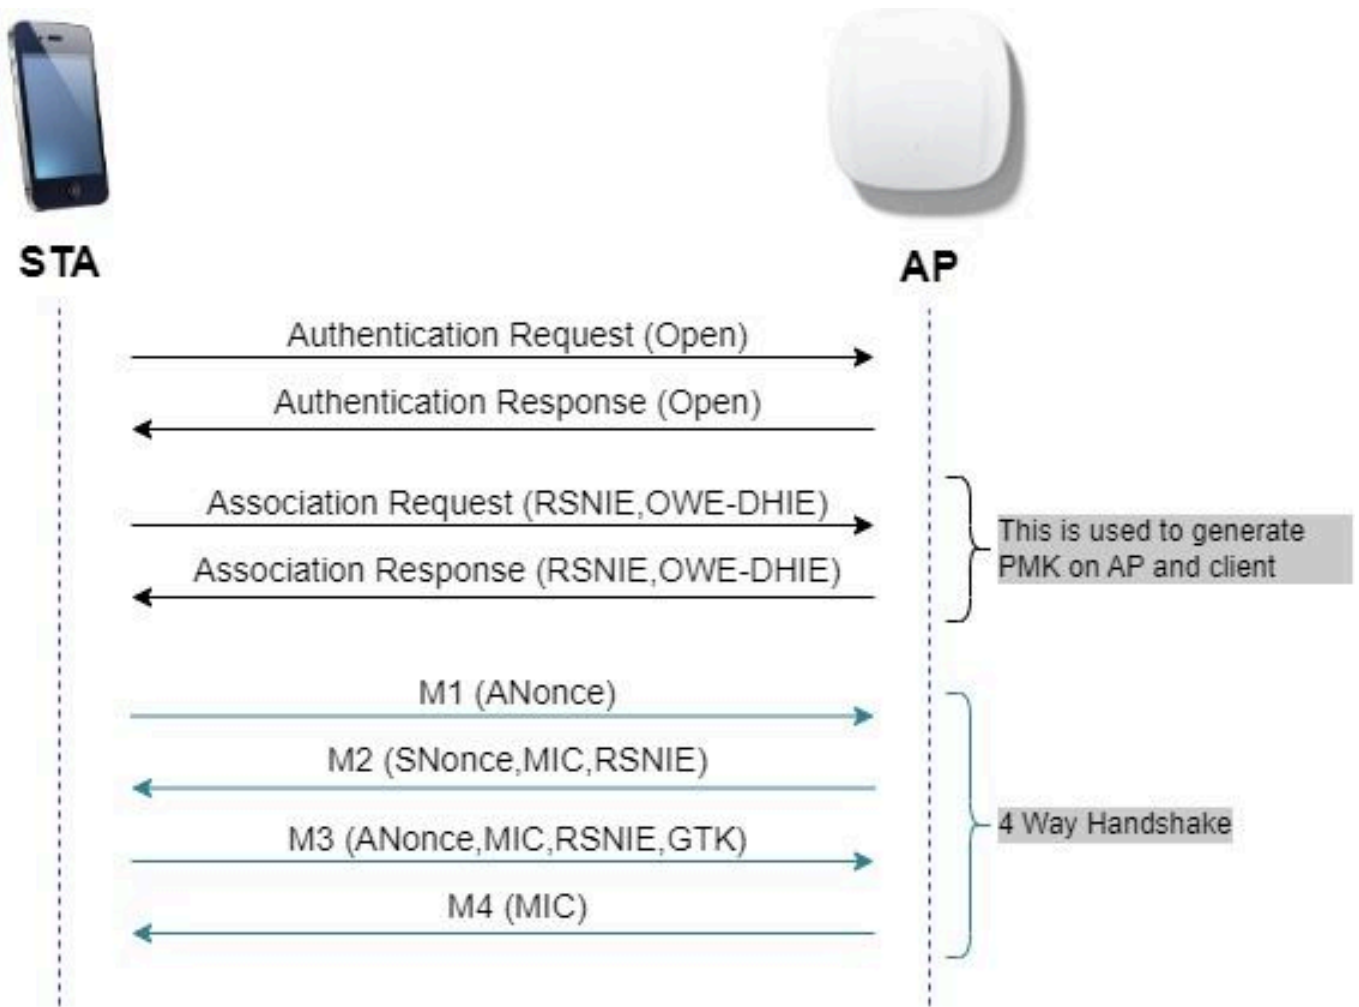 STA
AP
Authentication Request (Open)
Authentication Response (Open)
Association Request (RSNIE,OWE-DHIE)
Association Response (RSNIE,OWE-DHIE)
This is used to generate
PMK on AP and client
M1 (ANonce)
M2 (SNonce,MIC,RSNIE)
M3 (ANonce,MIC,RSNIE,GTK)
4 Way Handshake
M4 (MIC)